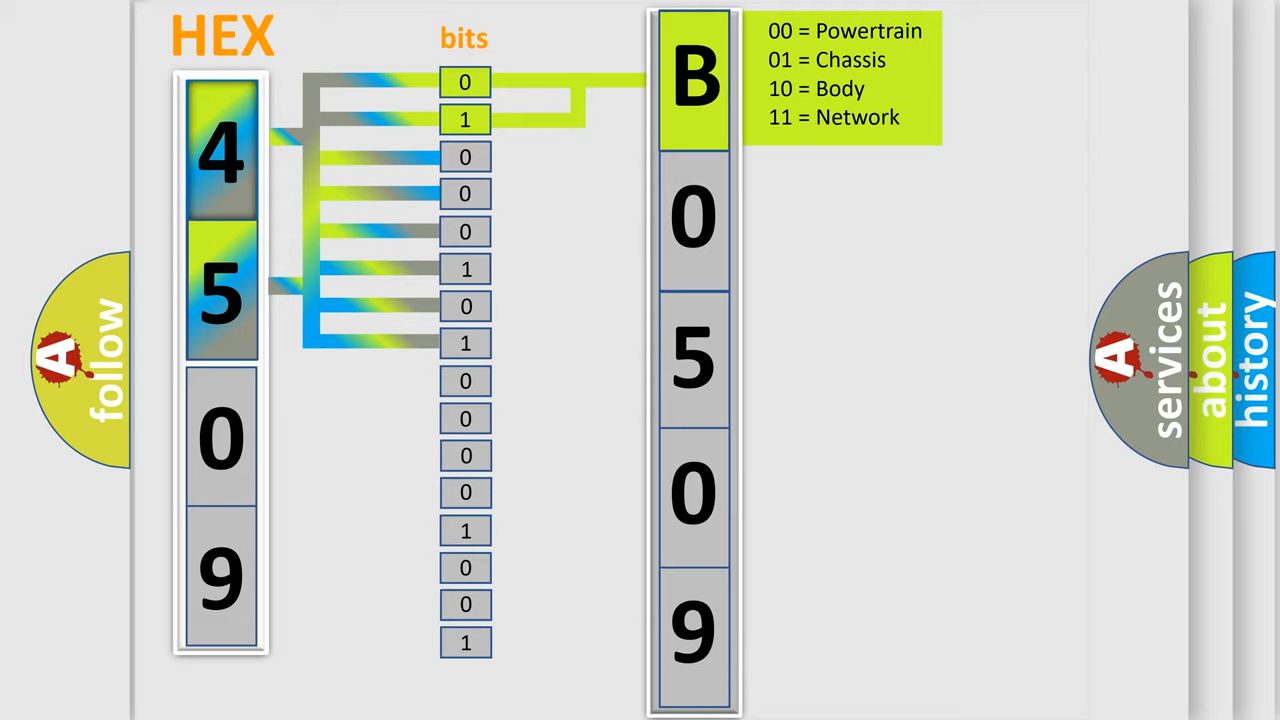 HEX
bits
4
5
0
9
0
1
0
0
0
1
0
1
0
0
0
0
1
0
0
1
B
0
5
0
9
00 = Powertrain
01 = Chassis
10 = Body
11 = Network
A follow
A services
about
history